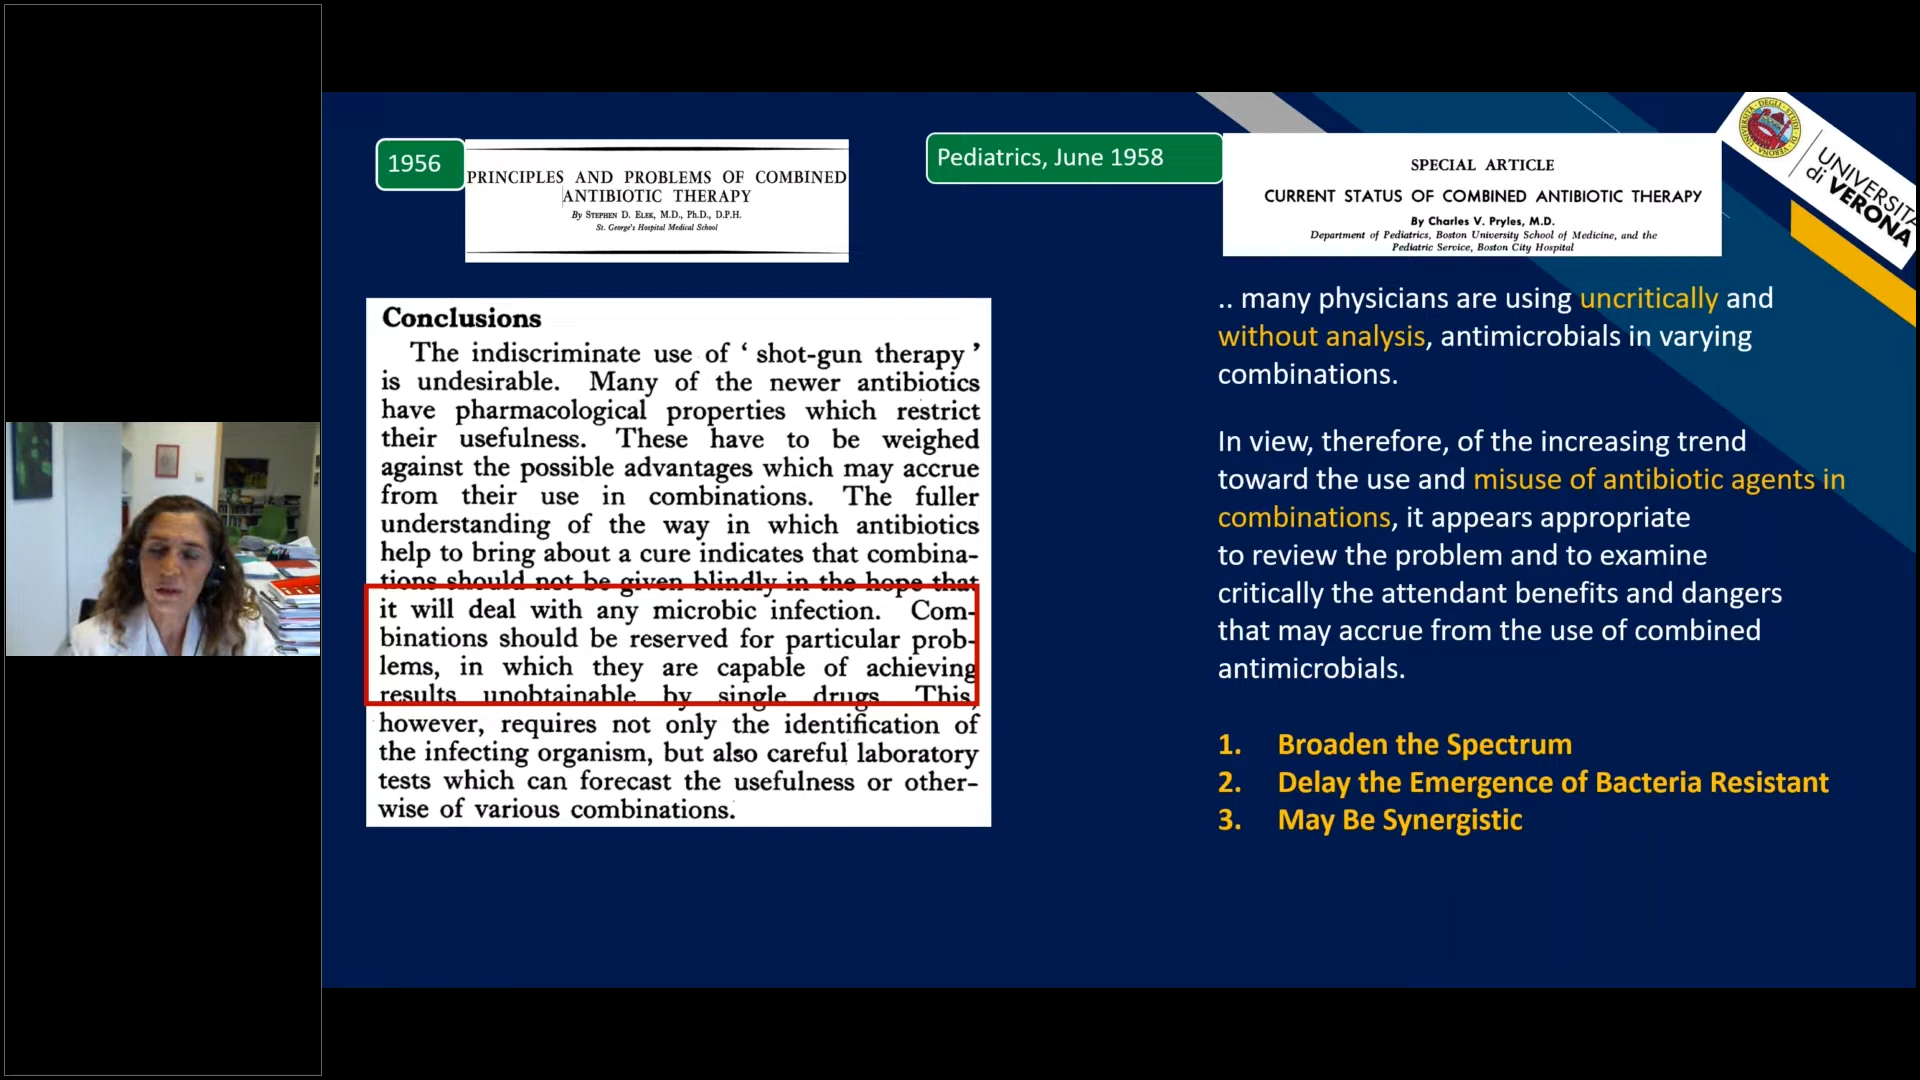 1956
PRINCIPLES AND PROBLEMS OF COMBINED
ANTIBIOTIC THERAPY
By STEPHEN D. ELEK, M.D., Ph.D., D.P.H.
St. George's Hospital Medical School
Conclusions
The indiscriminate use of ‘ shot-gun therapy ’
is undesirable. Many of the newer antibiotics
have pharmacological properties which restrict
their usefulness. These have to be weighed
against the possible advantages which may accrue
from their use in combinations. The fuller
understanding of the way in which antibiotics
help to bring about a cure indicates that combina-
tions should not be given blindly in the hope that
it will deal with any microbic infection. Com-
binations should be reserved for particular prob-
lems, in which they are capable of achieving
results unobtainable by single drugs. This,
however, requires not only the identification of
the infecting organism, but also careful laboratory
tests which can forecast the usefulness or other-
wise of various combinations.
Pediatrics, June 1958
SPECIAL ARTICLE
CURRENT STATUS OF COMBINED ANTIBIOTIC THERAPY
By Charles V. Pryles, M.D.
Department of Pediatrics, Boston University School of Medicine, and the
Pediatric Service, Boston City Hospital
UNIVERSITÀ
di VERONA
.. many physicians are using uncritically and
without analysis, antimicrobials in varying
combinations.
In view, therefore, of the increasing trend
toward the use and misuse of antibiotic agents in
combinations, it appears appropriate
to review the problem and to examine
critically the attendant benefits and dangers
that may accrue from the use of combined
antimicrobials.
1. Broaden the Spectrum
2. Delay the Emergence of Bacteria Resistant
3. May Be Synergistic